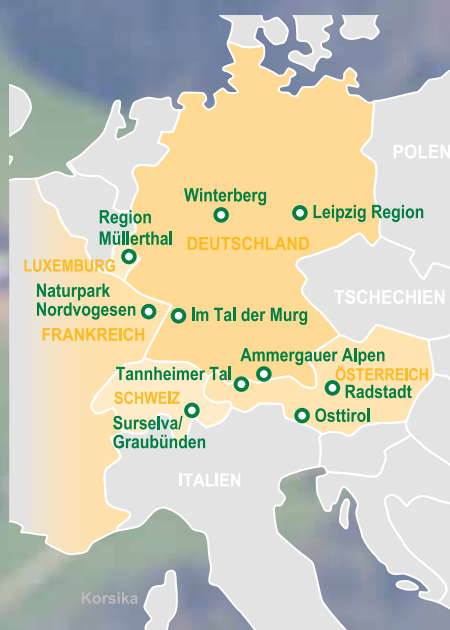 POLEN
Winterberg
Region
Müllerthal
Leipzig Region
DEUTSCHLAND
LUXEMBURG
Naturpark
Nordvogesen
TSCHECHIEN
Im Tal der Murg
FRANKREICH
Ammergauer Alpen
Tannheimer Tal
ÖSTERREICH
Radstadt
SCHWEIZ
Surselva/
Graubünden
Osttirol
ITALIEN
Korsika